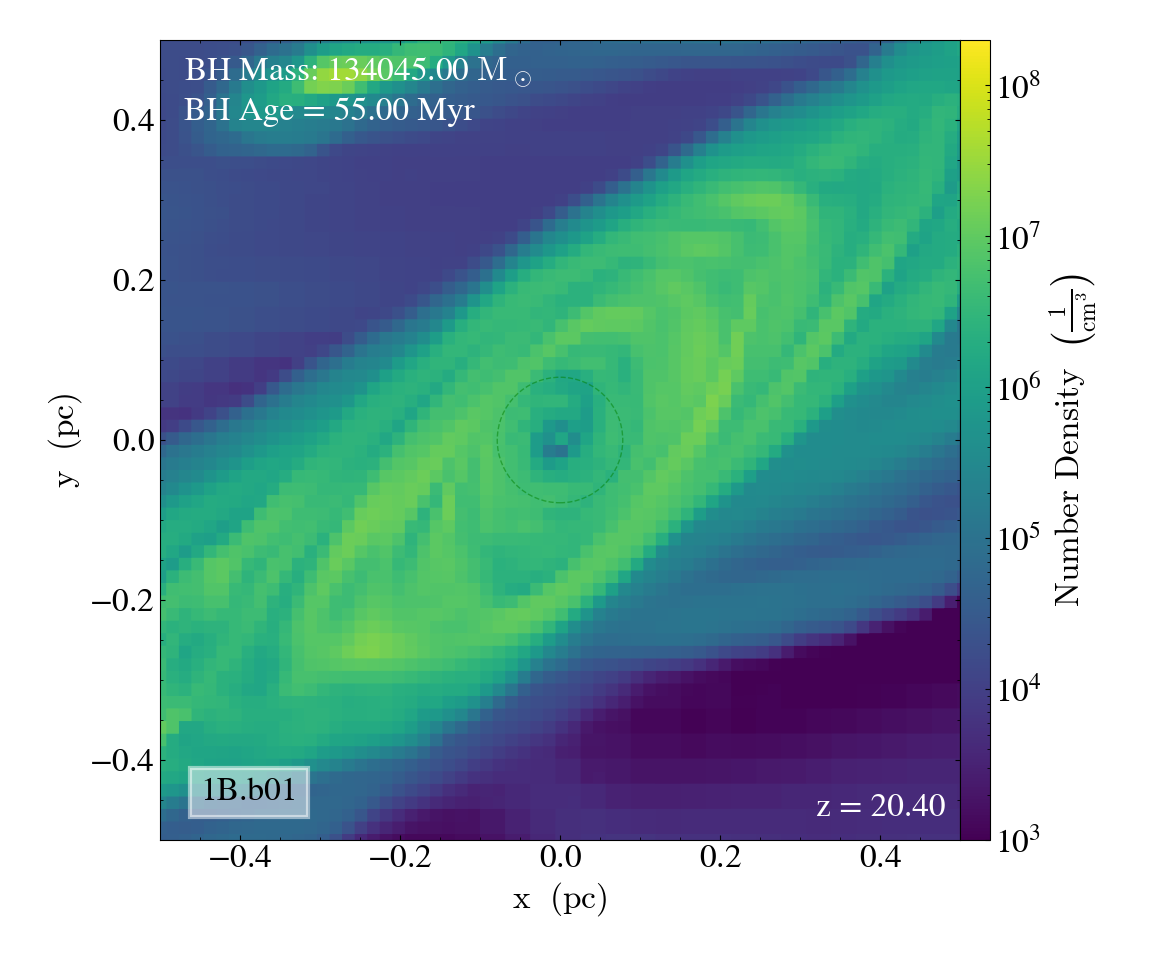 BH Mass: 134045.00 M⊙
BH Age = 55.00 Myr
0.4
0.2
0.0
−0.2
−0.4
y (pc)
1B.b01
z = 20.40
−0.4 −0.2 0.0 0.2 0.4
x (pc)
10⁸
10⁷
10⁶
10⁵
10⁴
10³
Number Density (1/cm³)